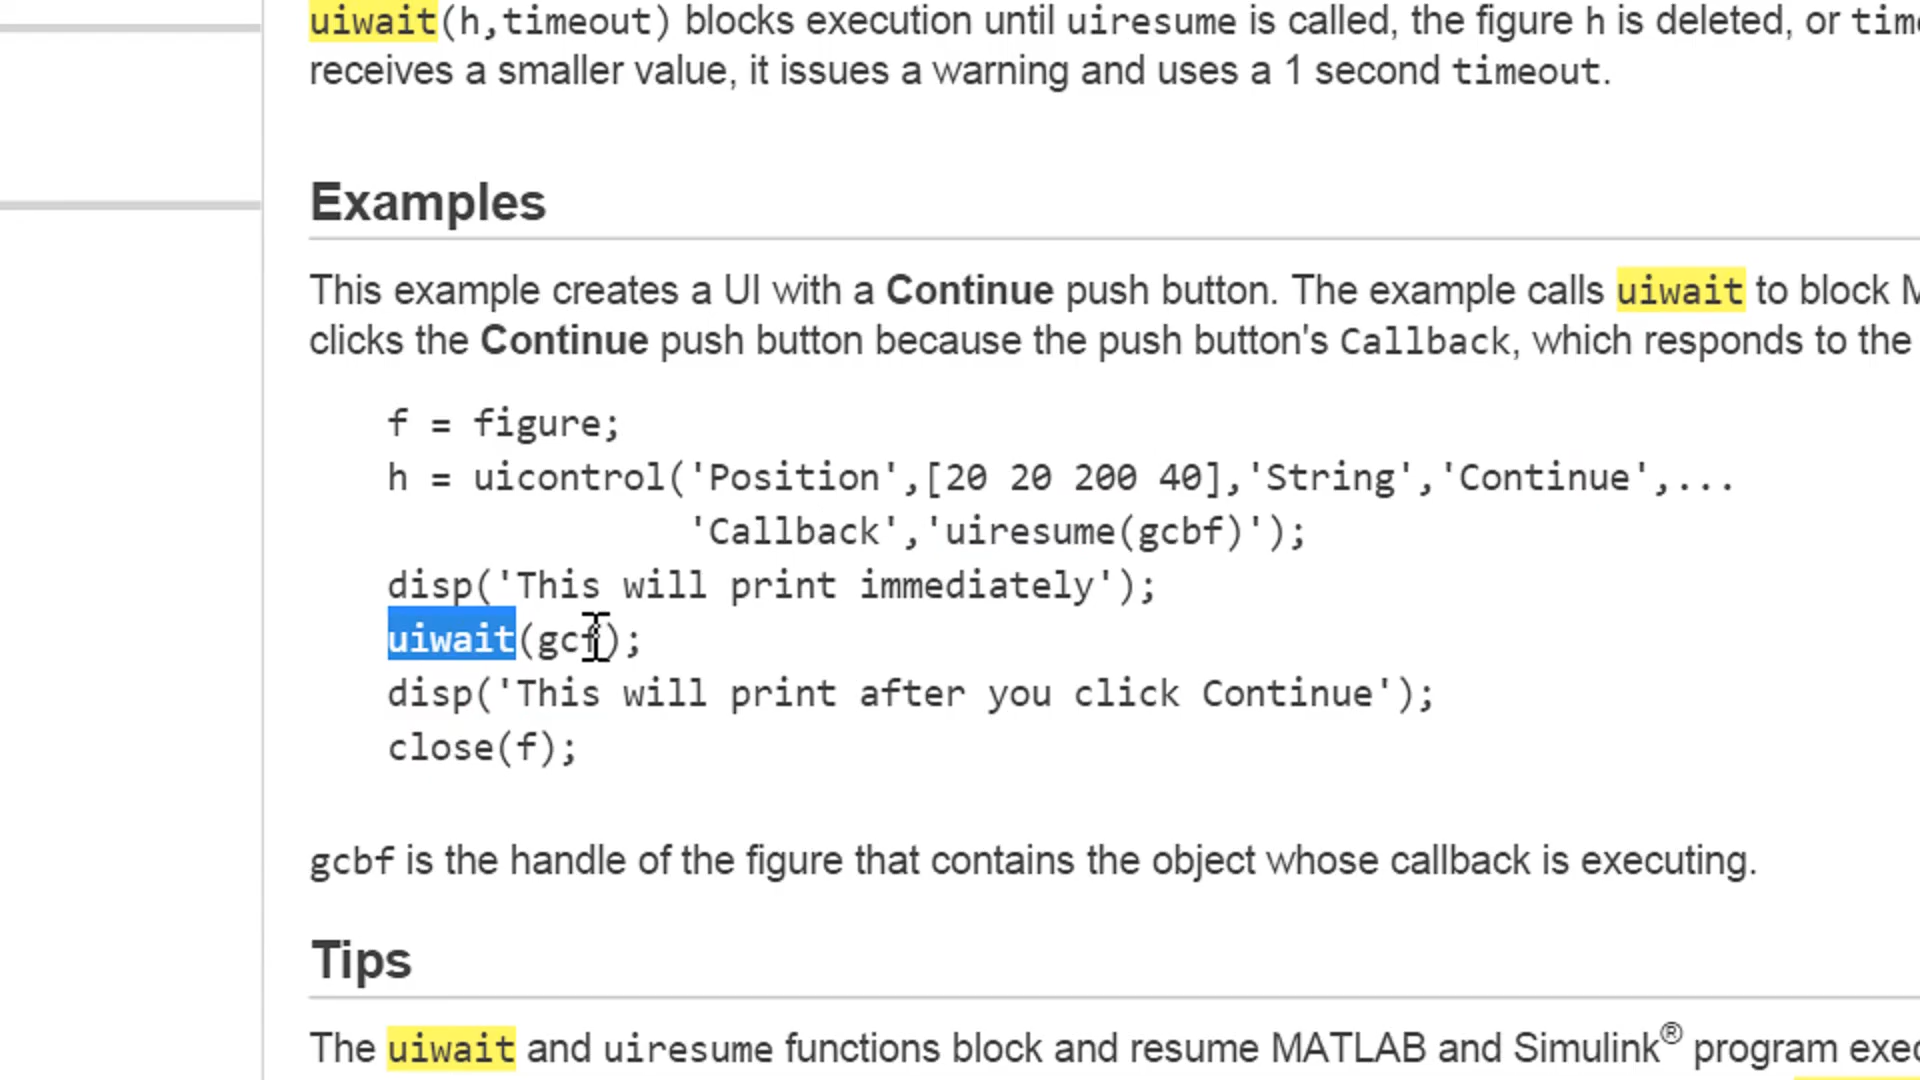 uiwait(h,timeout) blocks execution until uiresume is called, the figure h is deleted, or
receives a smaller value, it issues a warning and uses a 1 second timeout.
Examples
This example creates a UI with a Continue push button. The example calls uiwait to block
clicks the Continue push button because the push button's Callback, which responds to the
f = figure;
h = uicontrol('Position',[20 20 200 40],'String','Continue',...
'Callback','uiresume(gcbf)');
disp('This will print immediately');
uiwait(gcf);
disp('This will print after you click Continue');
close(f);
gcbf is the handle of the figure that contains the object whose callback is executing.
Tips
The uiwait and uiresume functions block and resume MATLAB and Simulink® program